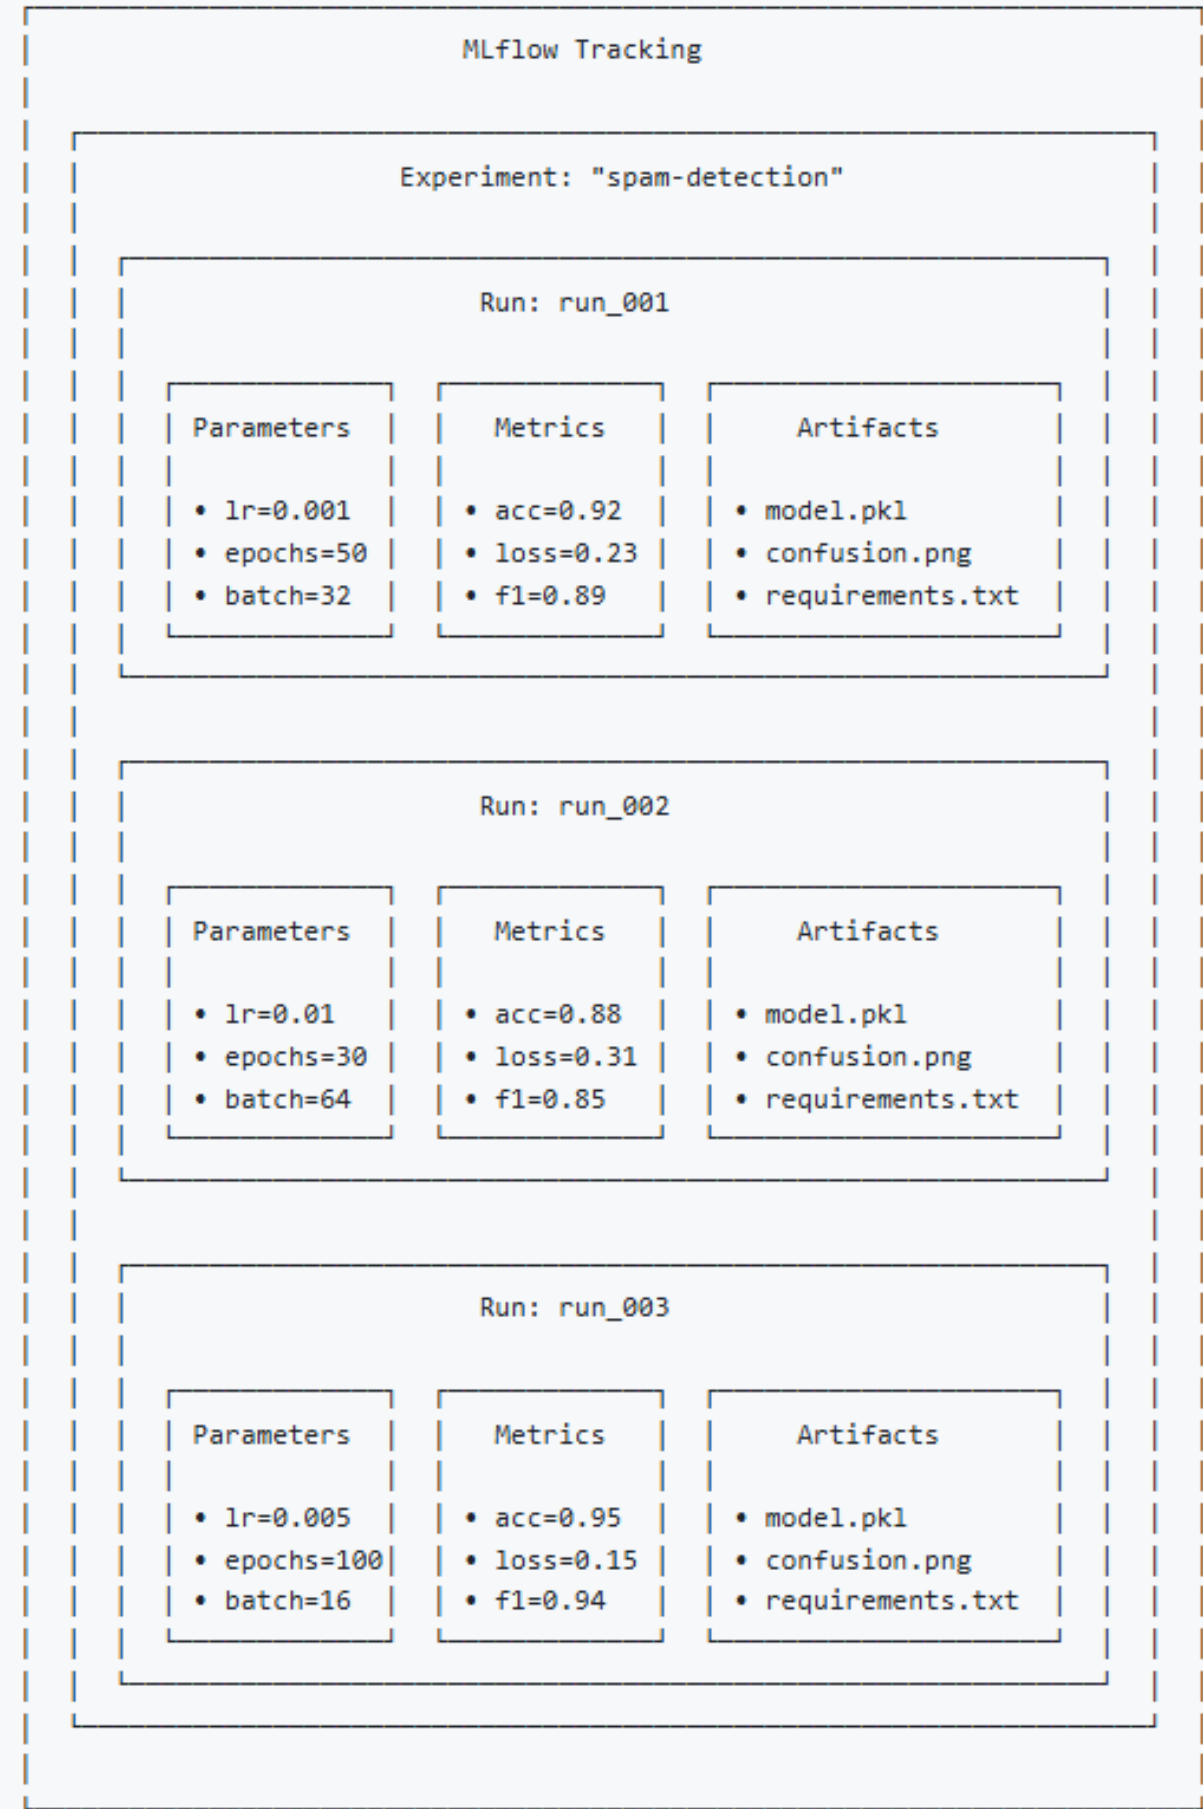 MLflow Tracking
Experiment: "spam-detection"
Run: run_001
Parameters Metrics Artifacts
• lr=0.001 • acc=0.92 • model.pkl
• epochs=50 • loss=0.23 • confusion.png
• batch=32 • f1=0.89 • requirements.txt
Run: run_002
Parameters Metrics Artifacts
• lr=0.01 • acc=0.88 • model.pkl
• epochs=30 • loss=0.31 • confusion.png
• batch=64 • f1=0.85 • requirements.txt
Run: run_003
Parameters Metrics Artifacts
• lr=0.005 • acc=0.95 • model.pkl
• epochs=100 • loss=0.15 • confusion.png
• batch=16 • f1=0.94 • requirements.txt